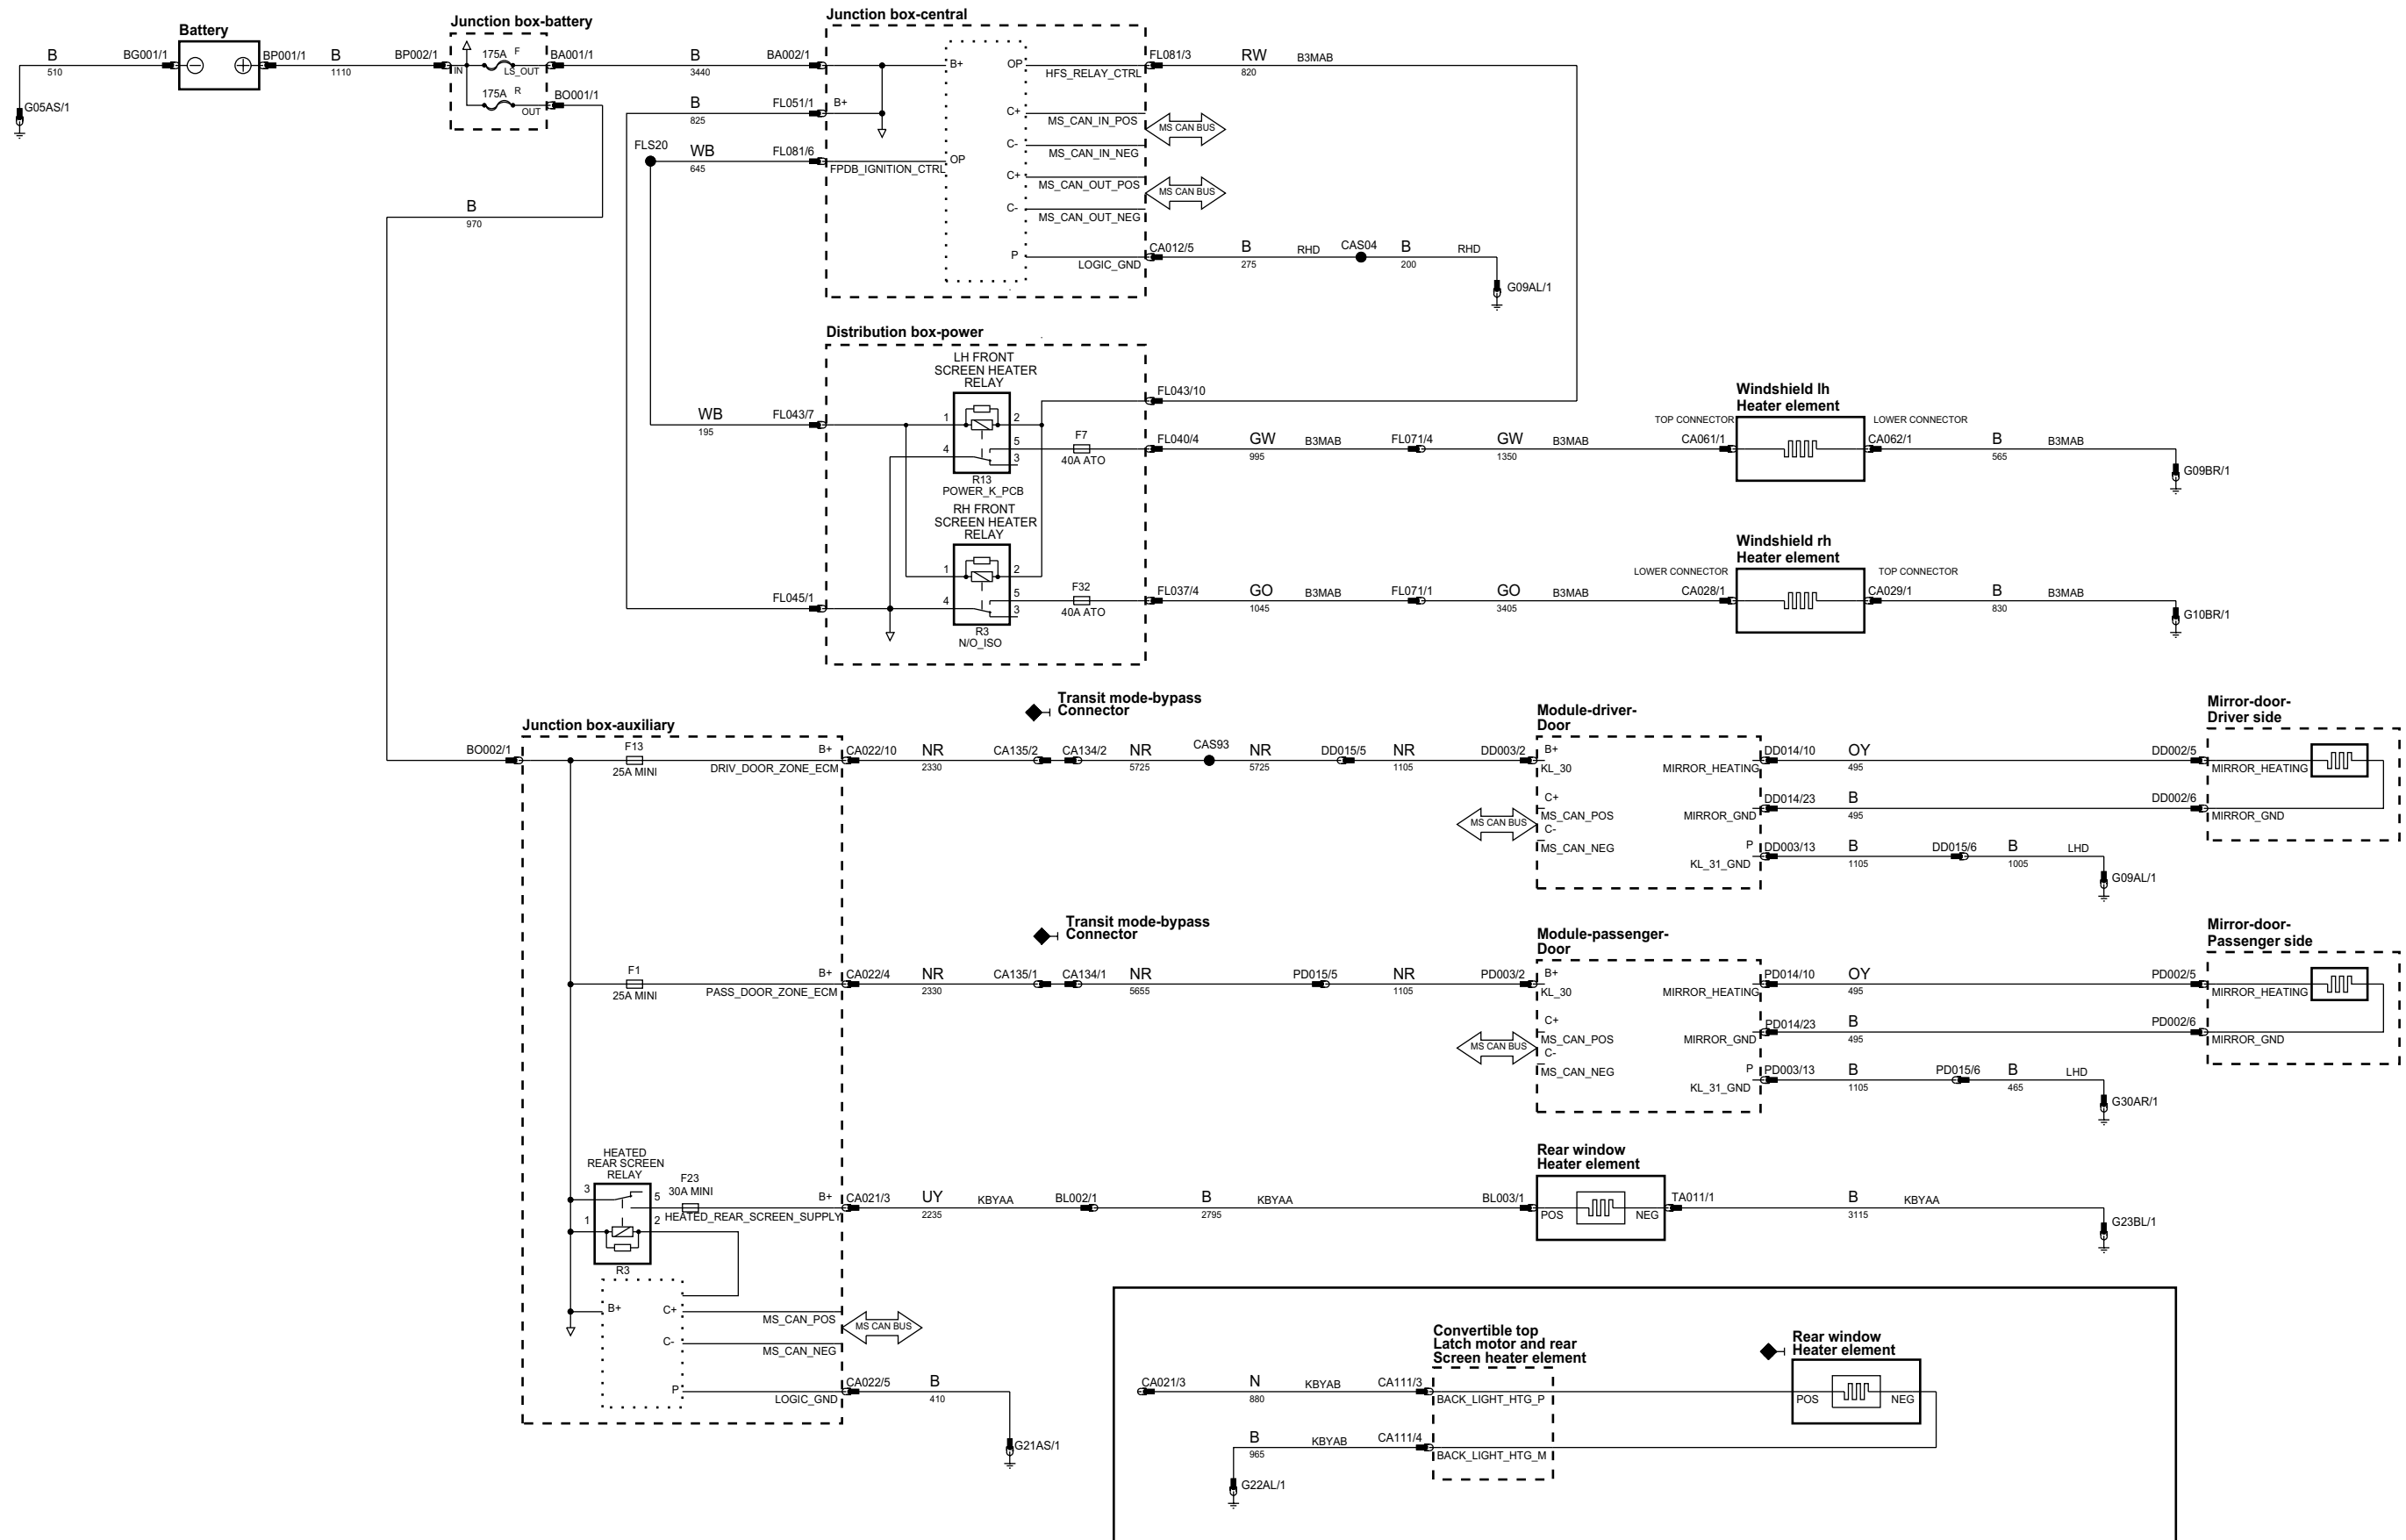 Battery
B
510
BG001/1
G05AS/1
BP001/1
B
1110
BP002/1
Junction box-battery
IN
175A
F
LS_OUT
BA001/1
175A
R
OUT
BO001/1
B
970
B
3440
BA002/1
B
825
FL051/1
FLS20
WB
645
FL081/6
Junction box-central
B+
B+
OP
HFS_RELAY_CTRL
C+
MS_CAN_IN_POS
C-
MS_CAN_IN_NEG
OP
FPDB_IGNITION_CTRL
C+
MS_CAN_OUT_POS
C-
MS_CAN_OUT_NEG
P
LOGIC_GND
MS CAN BUS
MS CAN BUS
FL081/3
RW
820
B3MAB
CA012/5
B
275
RHD
CAS04
B
200
RHD
G09AL/1
Distribution box-power
LH FRONT
SCREEN HEATER
RELAY
1
2
5
4
3
R13
POWER_K_PCB
F7
40A ATO
RH FRONT
SCREEN HEATER
RELAY
1
2
5
4
3
R3
N/O_ISO
F32
40A ATO
WB
195
FL043/7
FL045/1
FL043/10
FL040/4
GW
995
B3MAB
FL071/4
GW
1350
B3MAB
TOP CONNECTOR
CA061/1
Windshield lh
Heater element
LOWER CONNECTOR
CA062/1
B
565
B3MAB
G09BR/1
FL037/4
GO
1045
B3MAB
FL071/1
GO
3405
B3MAB
LOWER CONNECTOR
CA028/1
Windshield rh
Heater element
TOP CONNECTOR
CA029/1
B
830
B3MAB
G10BR/1
Junction box-auxiliary
BO002/1
F13
25A MINI
B+
DRIV_DOOR_ZONE_ECM
CA022/10
NR
2330
CA135/2
CA134/2
Transit mode-bypass
Connector
NR
5725
CAS93
NR
5725
DD015/5
NR
1105
DD003/2
Module-driver-
Door
B+
KL_30
C+
MS_CAN_POS
C-
MS_CAN_NEG
MS CAN BUS
MIRROR_HEATING
MIRROR_GND
P
KL_31_GND
DD014/10
OY
495
DD002/5
DD014/23
B
495
DD002/6
DD003/13
B
1105
DD015/6
B
1005
LHD
G09AL/1
Mirror-door-
Driver side
MIRROR_HEATING
MIRROR_GND
F1
25A MINI
B+
PASS_DOOR_ZONE_ECM
CA022/4
NR
2330
CA135/1
CA134/1
Transit mode-bypass
Connector
NR
5655
PD015/5
NR
1105
PD003/2
Module-passenger-
Door
B+
KL_30
C+
MS_CAN_POS
C-
MS_CAN_NEG
MS CAN BUS
MIRROR_HEATING
MIRROR_GND
P
KL_31_GND
PD014/10
OY
495
PD002/5
PD014/23
B
495
PD002/6
PD003/13
B
1105
PD015/6
B
465
LHD
G30AR/1
Mirror-door-
Passenger side
MIRROR_HEATING
MIRROR_GND
HEATED
REAR SCREEN
RELAY
3
5
1
2
R3
F23
30A MINI
B+
HEATED_REAR_SCREEN_SUPPLY
CA021/3
UY
2235
KBYAA
BL002/1
B
2795
KBYAA
BL003/1
Rear window
Heater element
POS
NEG
TA011/1
B
3115
KBYAA
G23BL/1
B+
C+
MS_CAN_POS
C-
MS_CAN_NEG
MS CAN BUS
P
LOGIC_GND
CA022/5
B
410
G21AS/1
CA021/3
N
880
KBYAB
CA111/3
Convertible top
Latch motor and rear
Screen heater element
BACK_LIGHT_HTG_P
BACK_LIGHT_HTG_M
B
965
KBYAB
CA111/4
G22AL/1
Rear window
Heater element
POS
NEG